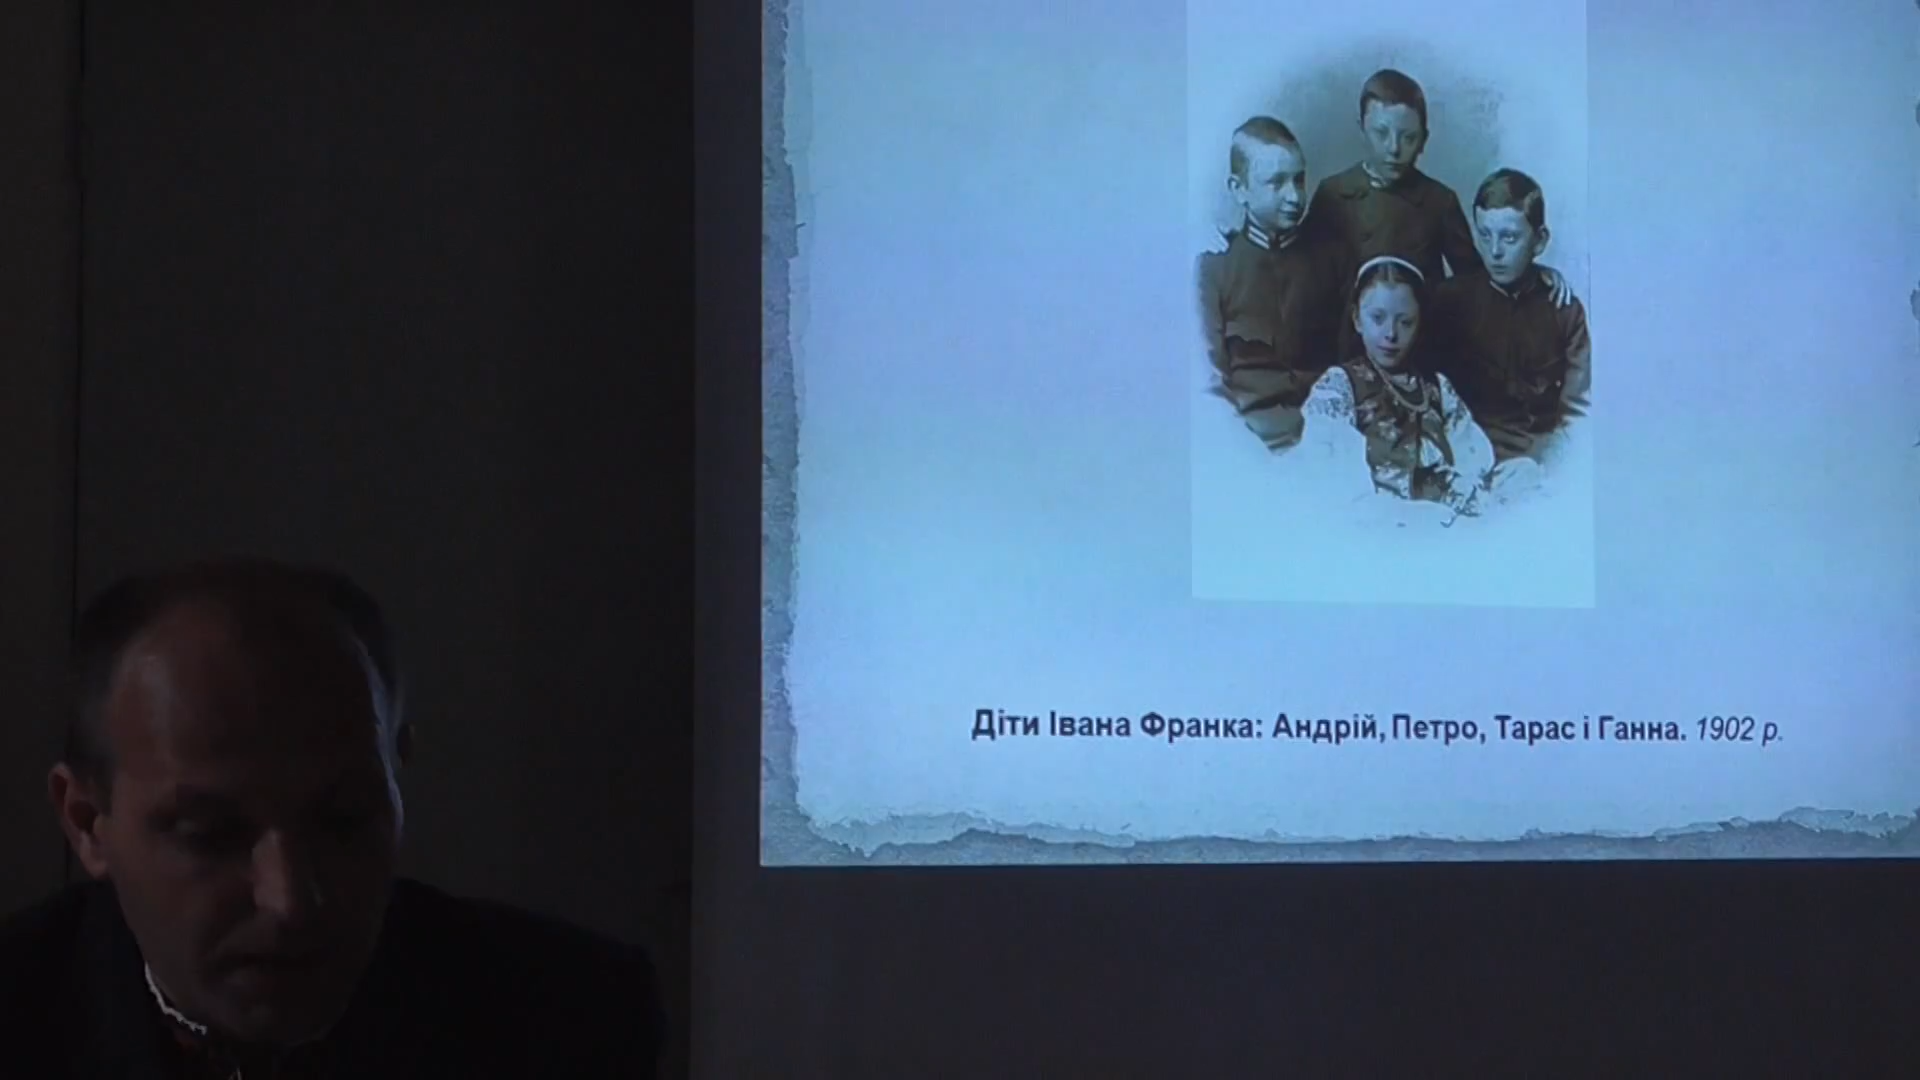 Діти Івана Франка: Андрій, Петро, Тарас і Ганна. 1902 р.